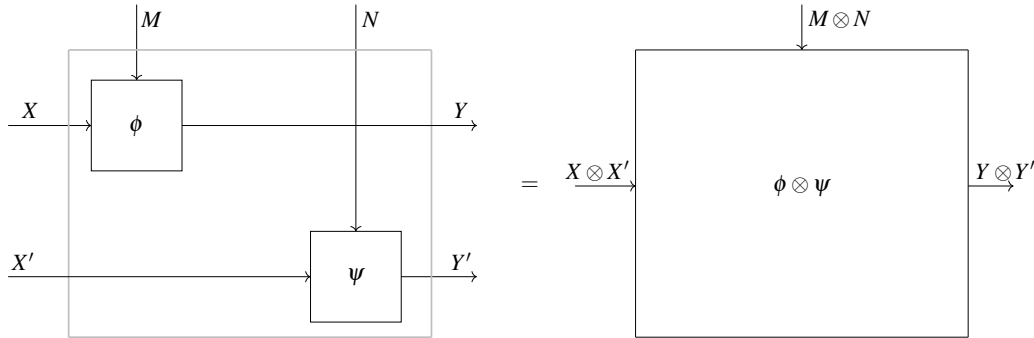 M N M ⊗ N
X ϕ Y
= X ⊗ X′ ϕ ⊗ ψ Y ⊗ Y′
X′ ψ Y′